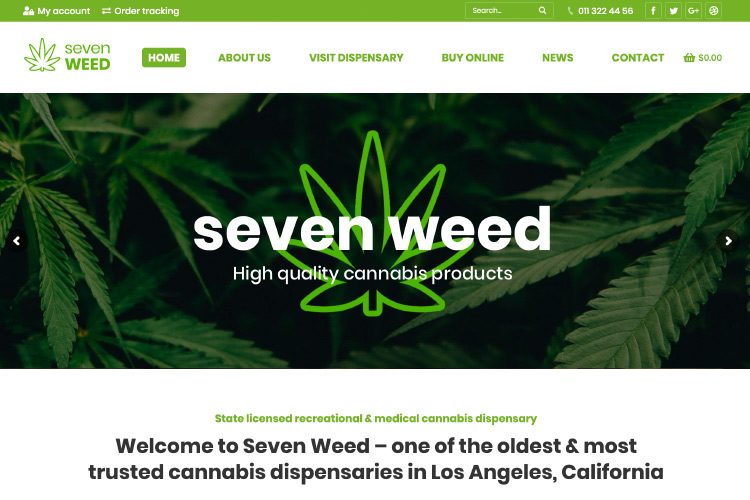 My account
Order tracking
Search..
011 322 44 56
seven
WEED
HOME
ABOUT US
VISIT DISPENSARY
BUY ONLINE
NEWS
CONTACT
$0.00
seven weed
High quality cannabis products
State licensed recreational & medical cannabis dispensary
Welcome to Seven Weed – one of the oldest & most
trusted cannabis dispensaries in Los Angeles, California